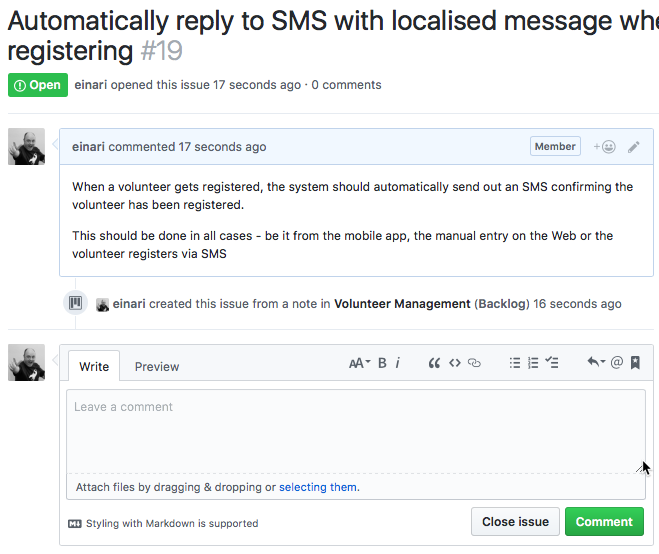 Automatically reply to SMS with localised message whe
registering #19
Open einari opened this issue 17 seconds ago · 0 comments
einari commented 17 seconds ago Member
When a volunteer gets registered, the system should automatically send out an SMS confirming the
volunteer has been registered.
This should be done in all cases - be it from the mobile app, the manual entry on the Web or the
volunteer registers via SMS
einari created this issue from a note in Volunteer Management (Backlog) 16 seconds ago
Write Preview AA B i “ <> @
Leave a comment
Attach files by dragging & dropping or selecting them.
Styling with Markdown is supported Close issue Comment